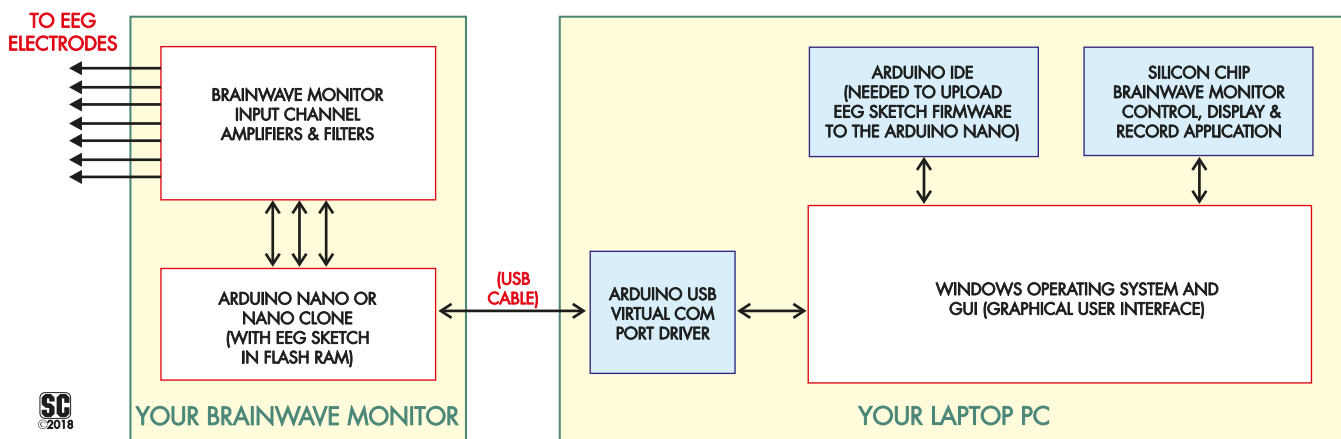 TO EEG
ELECTRODES
BRAINWAVE MONITOR
INPUT CHANNEL
AMPLIFIERS & FILTERS
ARDUINO NANO OR
NANO CLONE
(WITH EEG SKETCH
IN FLASH RAM)
YOUR BRAINWAVE MONITOR
(USB
CABLE)
ARDUINO USB
VIRTUAL COM
PORT DRIVER
ARDUINO IDE
(NEEDED TO UPLOAD
EEG SKETCH FIRMWARE
TO THE ARDUINO NANO)
SILICON CHIP
BRAINWAVE MONITOR
CONTROL, DISPLAY &
RECORD APPLICATION
WINDOWS OPERATING SYSTEM AND
GUI (GRAPHICAL USER INTERFACE)
YOUR LAPTOP PC
SC
©2018